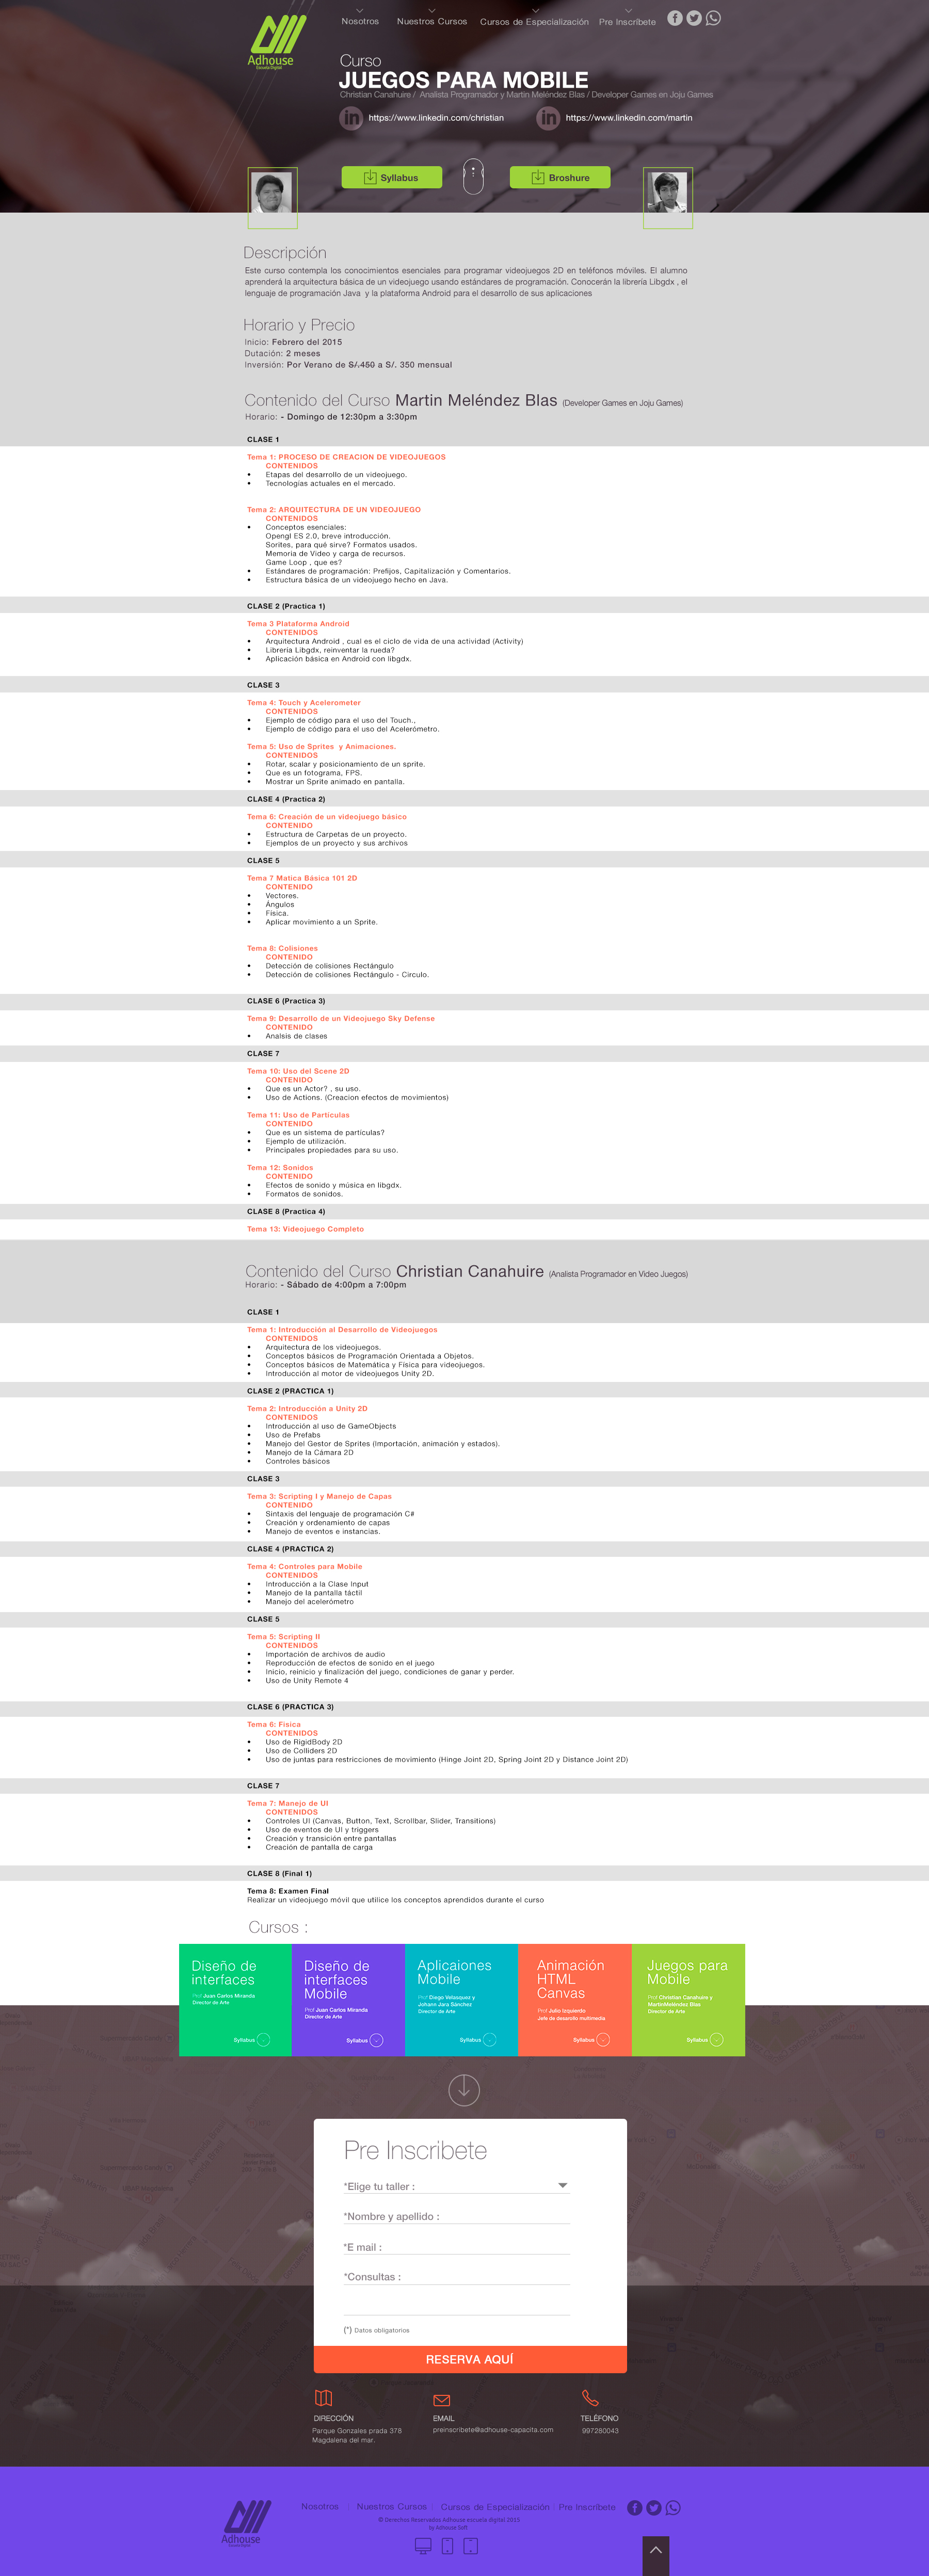 Nosotros
Nuestros Cursos
Cursos de Especialización
Pre Inscríbete
Adhouse
Escuela Digital
Curso
JUEGOS PARA MOBILE
Christian Canahuire / Analista Programador y Martin Meléndez Blas / Developer Games en Joju Games
https://www.linkedin.com/christian
https://www.linkedin.com/martin
Syllabus
Broshure
Descripción
Este curso contempla los conocimientos esenciales para programar videojuegos 2D en teléfonos móviles. El alumno
aprenderá la arquitectura básica de un videojuego usando estándares de programación. Conocerán la librería Libgdx , el
lenguaje de programación Java y la plataforma Android para el desarrollo de sus aplicaciones
Horario y Precio
Inicio: Febrero del 2015
Dutación: 2 meses
Inversión: Por Verano de S/.450 a S/. 350 mensual
Contenido del Curso Martin Meléndez Blas (Developer Games en Joju Games)
Horario: - Domingo de 12:30pm a 3:30pm
CLASE 1
Tema 1: PROCESO DE CREACION DE VIDEOJUEGOS
CONTENIDOS
• Etapas del desarrollo de un videojuego.
• Tecnologías actuales en el mercado.
Tema 2: ARQUITECTURA DE UN VIDEOJUEGO
CONTENIDOS
• Conceptos esenciales:
Opengl ES 2.0, breve introducción.
Sorites, para qué sirve? Formatos usados.
Memoria de Video y carga de recursos.
Game Loop , que es?
• Estándares de programación: Prefijos, Capitalización y Comentarios.
• Estructura básica de un videojuego hecho en Java.
CLASE 2 (Practica 1)
Tema 3 Plataforma Android
CONTENIDOS
• Arquitectura Android , cual es el ciclo de vida de una actividad (Activity)
• Librería Libgdx, reinventar la rueda?
• Aplicación básica en Android con libgdx.
CLASE 3
Tema 4: Touch y Acelerometer
CONTENIDOS
• Ejemplo de código para el uso del Touch.,
• Ejemplo de código para el uso del Acelerómetro.
Tema 5: Uso de Sprites y Animaciones.
CONTENIDOS
• Rotar, scalar y posicionamiento de un sprite.
• Que es un fotograma, FPS.
• Mostrar un Sprite animado en pantalla.
CLASE 4 (Practica 2)
Tema 6: Creación de un videojuego básico
CONTENIDO
• Estructura de Carpetas de un proyecto.
• Ejemplos de un proyecto y sus archivos
CLASE 5
Tema 7 Matica Básica 101 2D
CONTENIDO
• Vectores.
• Ángulos
• Física.
• Aplicar movimiento a un Sprite.
Tema 8: Colisiones
CONTENIDO
• Detección de colisiones Rectángulo
• Detección de colisiones Rectángulo - Circulo.
CLASE 6 (Practica 3)
Tema 9: Desarrollo de un Videojuego Sky Defense
CONTENIDO
• Analsis de clases
CLASE 7
Tema 10: Uso del Scene 2D
CONTENIDO
• Que es un Actor? , su uso.
• Uso de Actions. (Creacion efectos de movimientos)
Tema 11: Uso de Partículas
CONTENIDO
• Que es un sistema de partículas?
• Ejemplo de utilización.
• Principales propiedades para su uso.
Tema 12: Sonidos
CONTENIDO
• Efectos de sonido y música en libgdx.
• Formatos de sonidos.
CLASE 8 (Practica 4)
Tema 13: Videojuego Completo
Contenido del Curso Christian Canahuire (Analista Programador en Video Juegos)
Horario: - Sábado de 4:00pm a 7:00pm
CLASE 1
Tema 1: Introducción al Desarrollo de Videojuegos
CONTENIDOS
• Arquitectura de los videojuegos.
• Conceptos básicos de Programación Orientada a Objetos.
• Conceptos básicos de Matemática y Física para videojuegos.
• Introducción al motor de videojuegos Unity 2D.
CLASE 2 (PRACTICA 1)
Tema 2: Introducción a Unity 2D
CONTENIDOS
• Introducción al uso de GameObjects
• Uso de Prefabs
• Manejo del Gestor de Sprites (Importación, animación y estados).
• Manejo de la Cámara 2D
• Controles básicos
CLASE 3
Tema 3: Scripting I y Manejo de Capas
CONTENIDO
• Sintaxis del lenguaje de programación C#
• Creación y ordenamiento de capas
• Manejo de eventos e instancias.
CLASE 4 (PRACTICA 2)
Tema 4: Controles para Mobile
CONTENIDOS
• Introducción a la Clase Input
• Manejo de la pantalla táctil
• Manejo del acelerómetro
CLASE 5
Tema 5: Scripting II
CONTENIDOS
• Importación de archivos de audio
• Reproducción de efectos de sonido en el juego
• Inicio, reinicio y finalización del juego, condiciones de ganar y perder.
• Uso de Unity Remote 4
CLASE 6 (PRACTICA 3)
Tema 6: Física
CONTENIDOS
• Uso de RigidBody 2D
• Uso de Colliders 2D
• Uso de juntas para restricciones de movimiento (Hinge Joint 2D, Spring Joint 2D y Distance Joint 2D)
CLASE 7
Tema 7: Manejo de UI
CONTENIDOS
• Controles UI (Canvas, Button, Text, Scrollbar, Slider, Transitions)
• Uso de eventos de UI y triggers
• Creación y transición entre pantallas
• Creación de pantalla de carga
CLASE 8 (Final 1)
Tema 8: Examen Final
Realizar un videojuego móvil que utilice los conceptos aprendidos durante el curso
Cursos :
Diseño de
interfaces
Prof Juan Carlos Miranda
Director de Arte
Syllabus
Diseño de
interfaces
Mobile
Prof Juan Carlos Miranda
Director de Arte
Syllabus
Aplicaiones
Mobile
Prof Diego Velasquez y
Johann Jara Sánchez
Director de Arte
Syllabus
Animación
HTML
Canvas
Prof Julio Izquierdo
Jefe de desarollo multimedia
Syllabus
Juegos para
Mobile
Prof Christian Canahuire y
MartinMeléndez Blas
Director de Arte
Syllabus
Pre Inscribete
*Elige tu taller :
*Nombre y apellido :
*E mail :
*Consultas :
(*) Datos obligatorios
RESERVA AQUÍ
DIRECCIÓN
Parque Gonzales prada 378
Magdalena del mar.
EMAIL
preinscribete@adhouse-capacita.com
TELÉFONO
997280043
Adhouse
Nosotros
Nuestros Cursos
Cursos de Especialización
Pre Inscríbete
© Derechos Reservados Adhouse escuela digital 2015
by Adhouse Soft